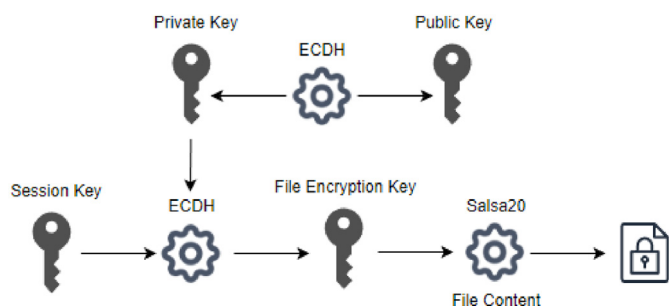 Private Key
ECDH
Public Key
Session Key
ECDH
File Encryption Key
Salsa20
File Content